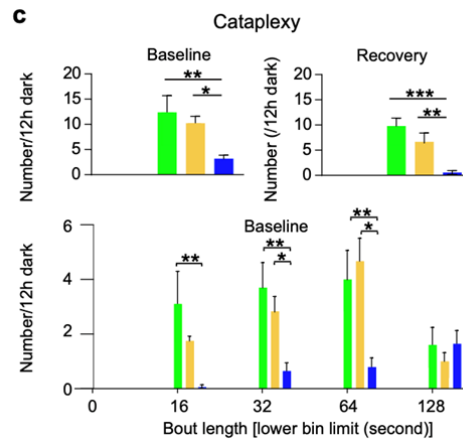 c
Cataplexy
Baseline
Number/12h dark
20
15
10
5
0
**
*
Recovery
Number (/12h dark)
20
15
10
5
0
***
**
Baseline
Number/12h dark
6
4
2
0
**
**
*
**
*
0 16 32 64 128
Bout length [lower bin limit (second)]